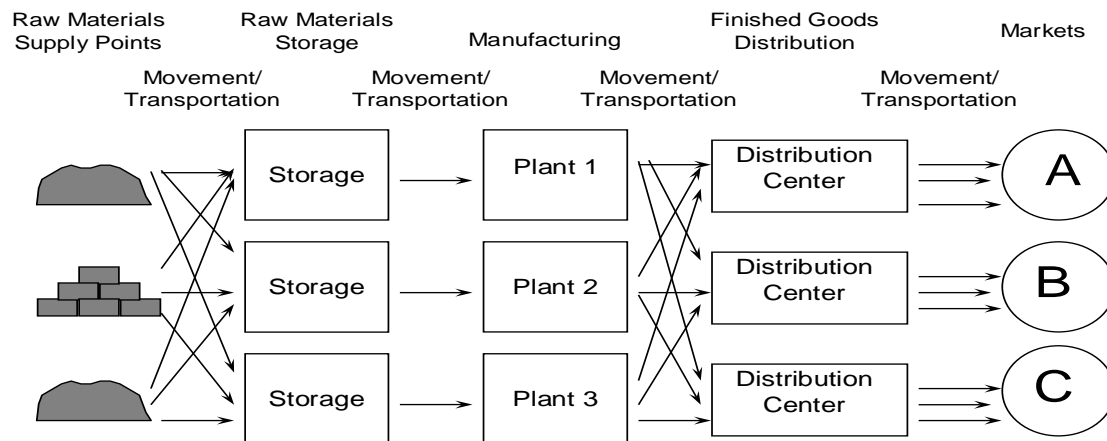 Raw Materials
Supply Points
Raw Materials
Storage
Manufacturing
Finished Goods
Distribution
Markets
Movement/
Transportation
Movement/
Transportation
Movement/
Transportation
Movement/
Transportation
Storage
Plant 1
Distribution
Center
A
Storage
Plant 2
Distribution
Center
B
Storage
Plant 3
Distribution
Center
C